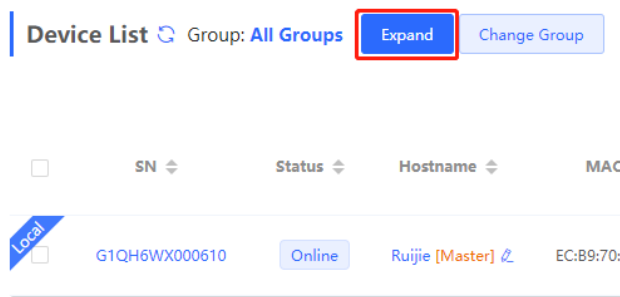 Device List Group: All Groups Expand Change Group
SN Status Hostname MAC
Local G1QH6WX000610 Online Ruijie [Master] EC:B9:70: